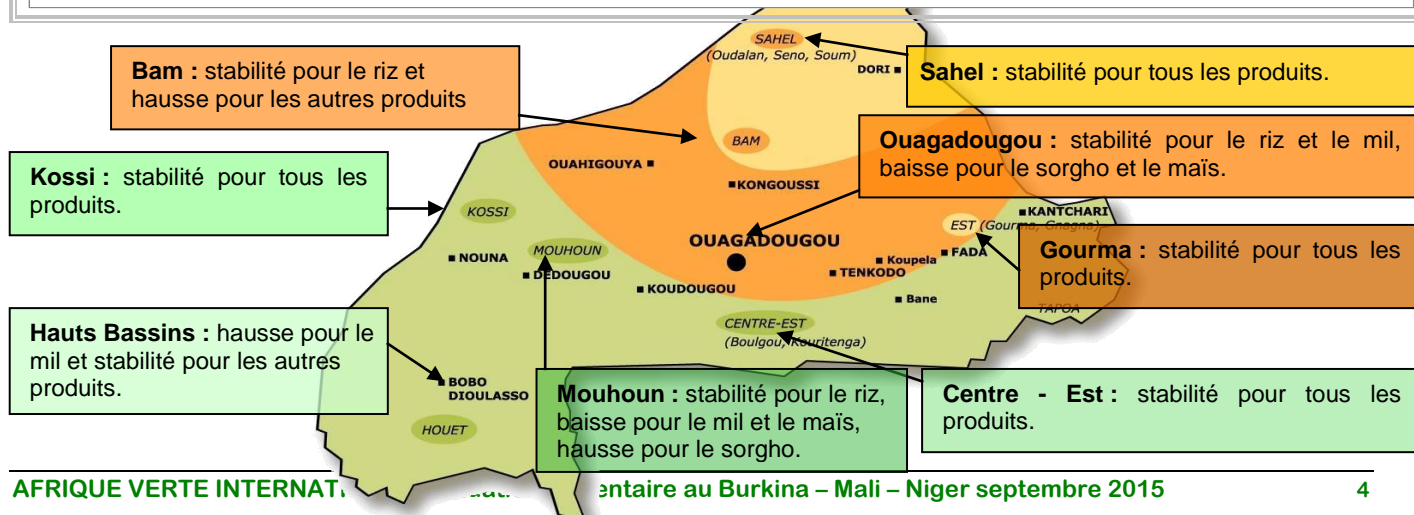 SAHEL
(Oudalan, Seno, Soum)
DORI
Bam : stabilité pour le riz et
hausse pour les autres produits
Sahel : stabilité pour tous les produits.
BAM
Ouagadougou : stabilité pour le riz et le mil,
baisse pour le sorgho et le maïs.
OUAHIGOUYA
KONGOUSSI
Kossi : stabilité pour tous les
produits.
KOSSI
KANTCHARI
EST (Gourma, Gnagna)
OUAGADOUGOU
MOUHOUN
NOUNA
DEDOUGOU
Koupela
FADA
TENKODO
Gourma : stabilité pour tous les
produits.
KOUDOUGOU
Bane
TAPOA
Hauts Bassins : hausse pour le
mil et stabilité pour les autres
produits.
CENTRE-EST
(Boulgou, Kouritenga)
BOBO
DIOULASSO
HOUET
Mouhoun : stabilité pour le riz,
baisse pour le mil et le maïs,
hausse pour le sorgho.
Centre - Est : stabilité pour tous les
produits.
AFRIQUE VERTE INTERNATI entaire au Burkina – Mali – Niger septembre 2015 4